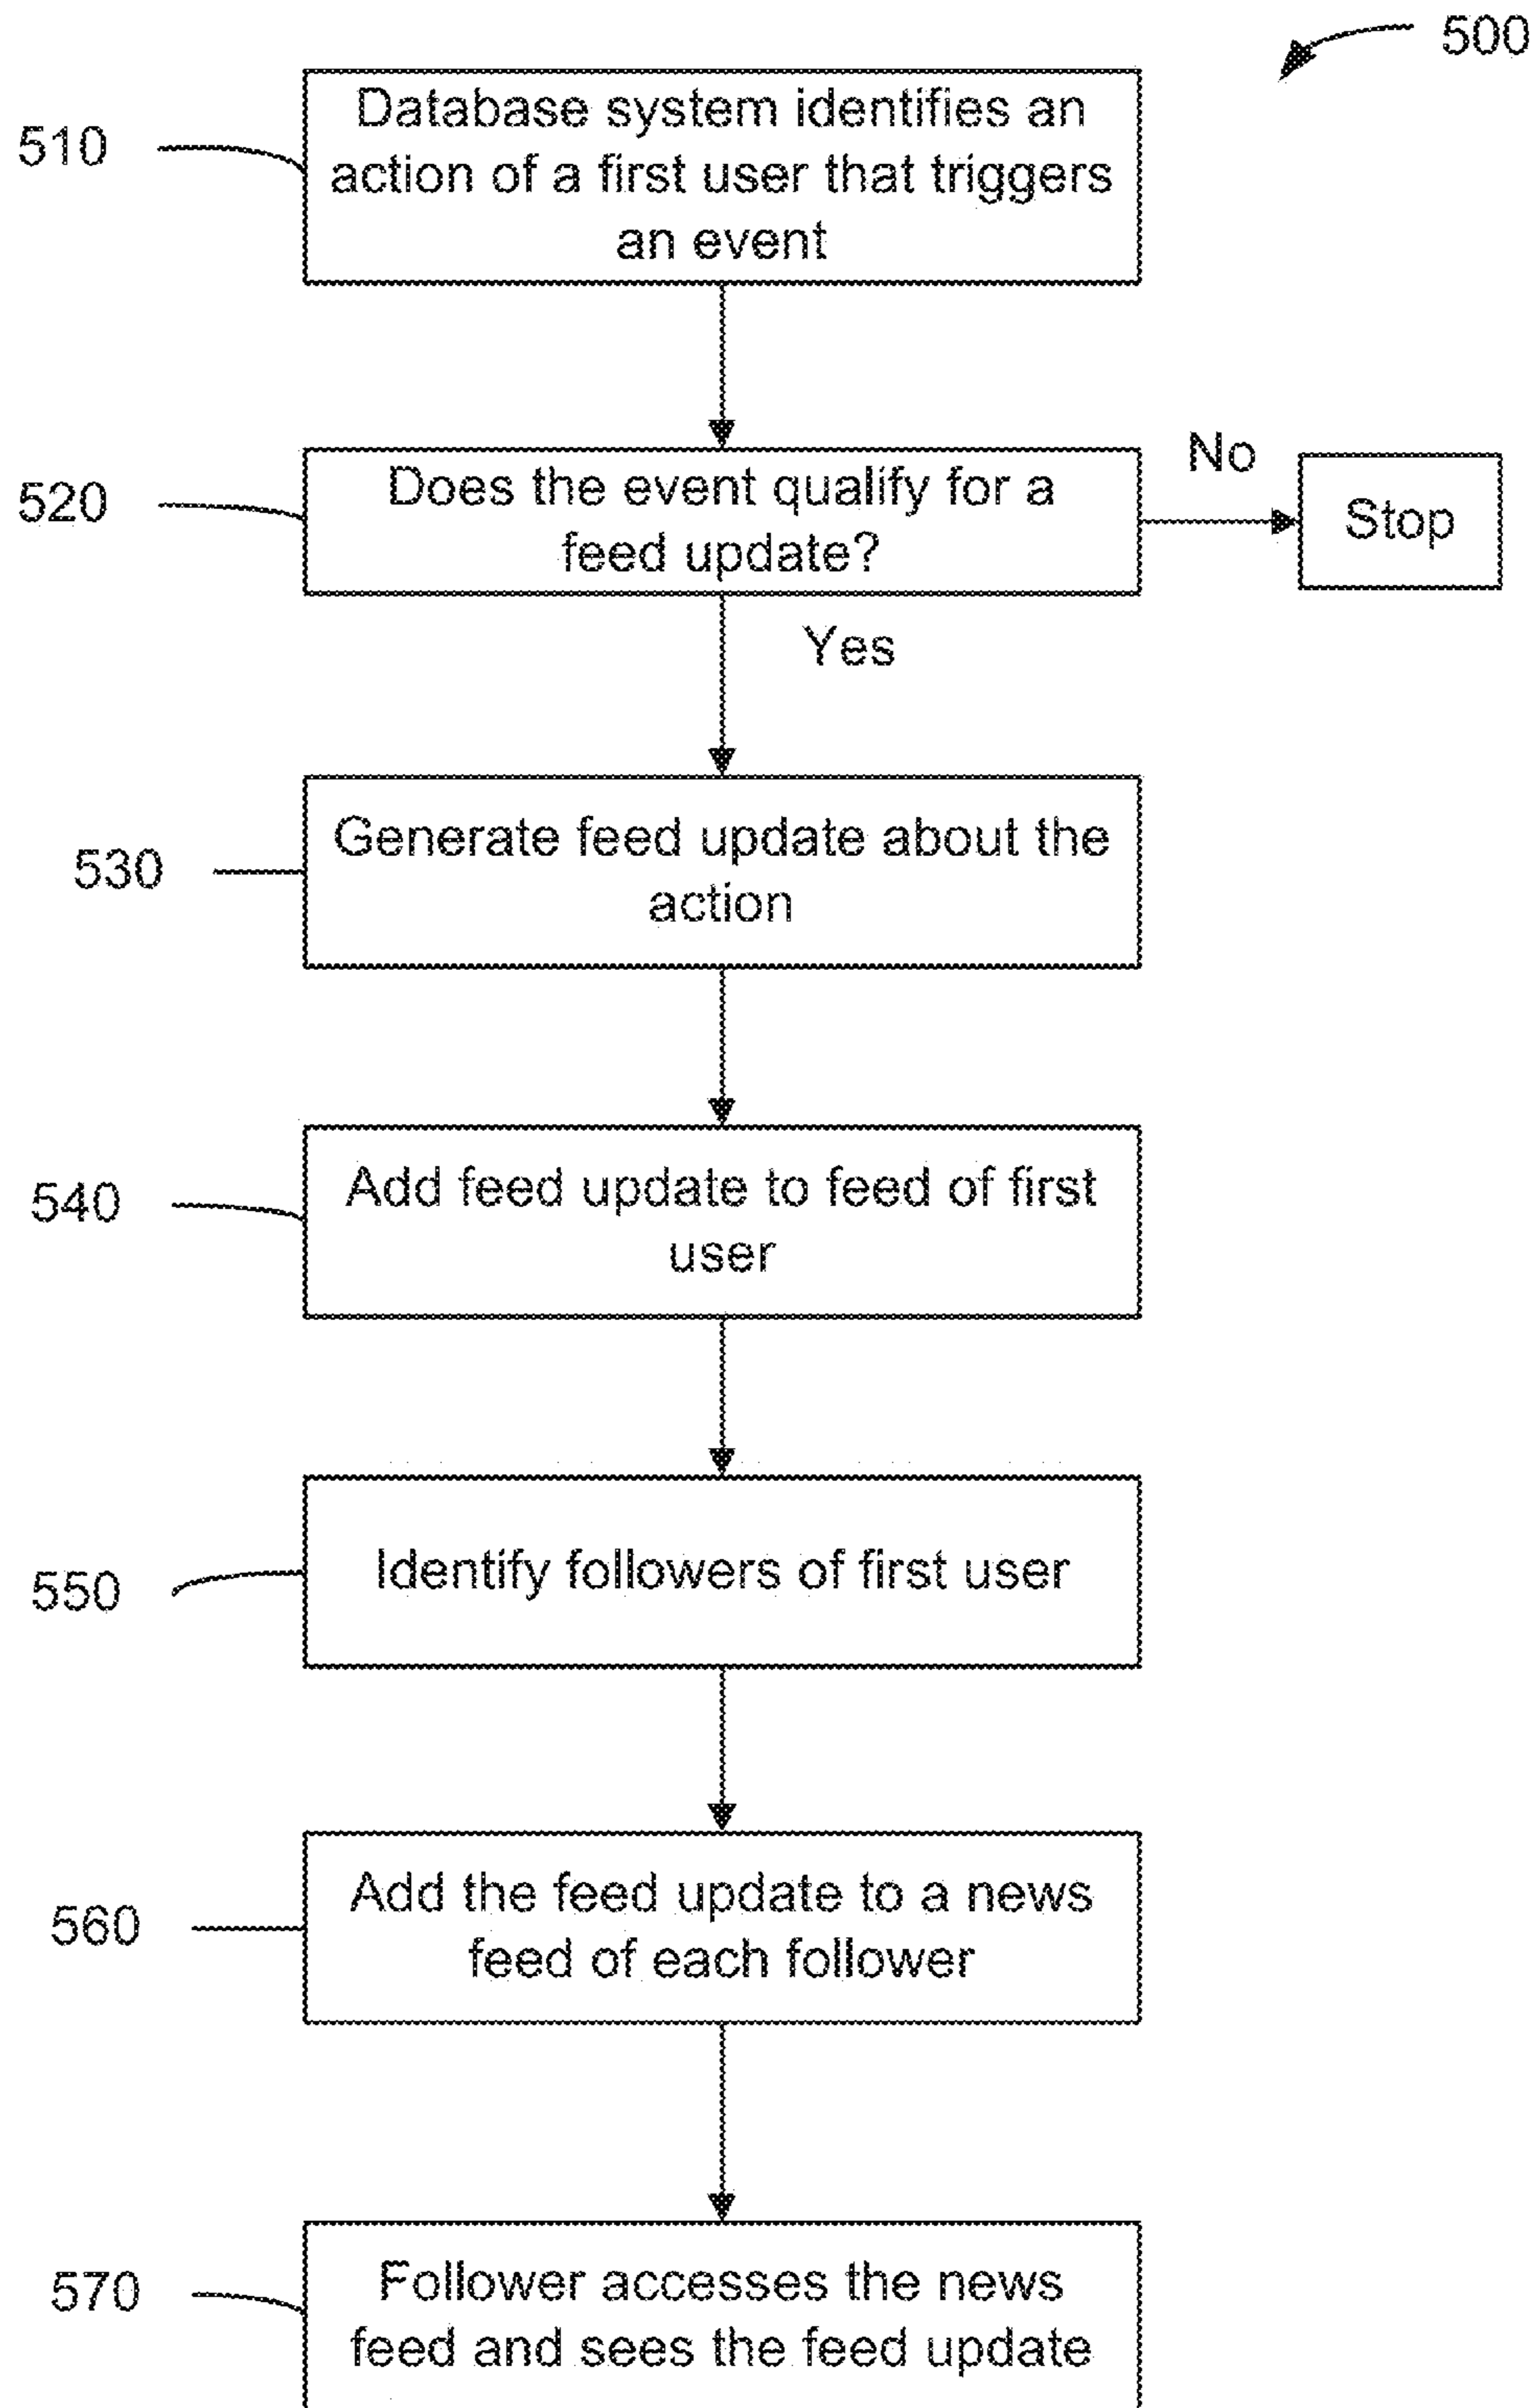 500
510
Database system identifies an
action of a first user that triggers
an event
520
Does the event qualify for a
feed update?
No
Stop
Yes
530
Generate feed update about the
action
540
Add feed update to feed of first
user
550
Identify followers of first user
560
Add the feed update to a news
feed of each follower
570
Follower accesses the news
feed and sees the feed update